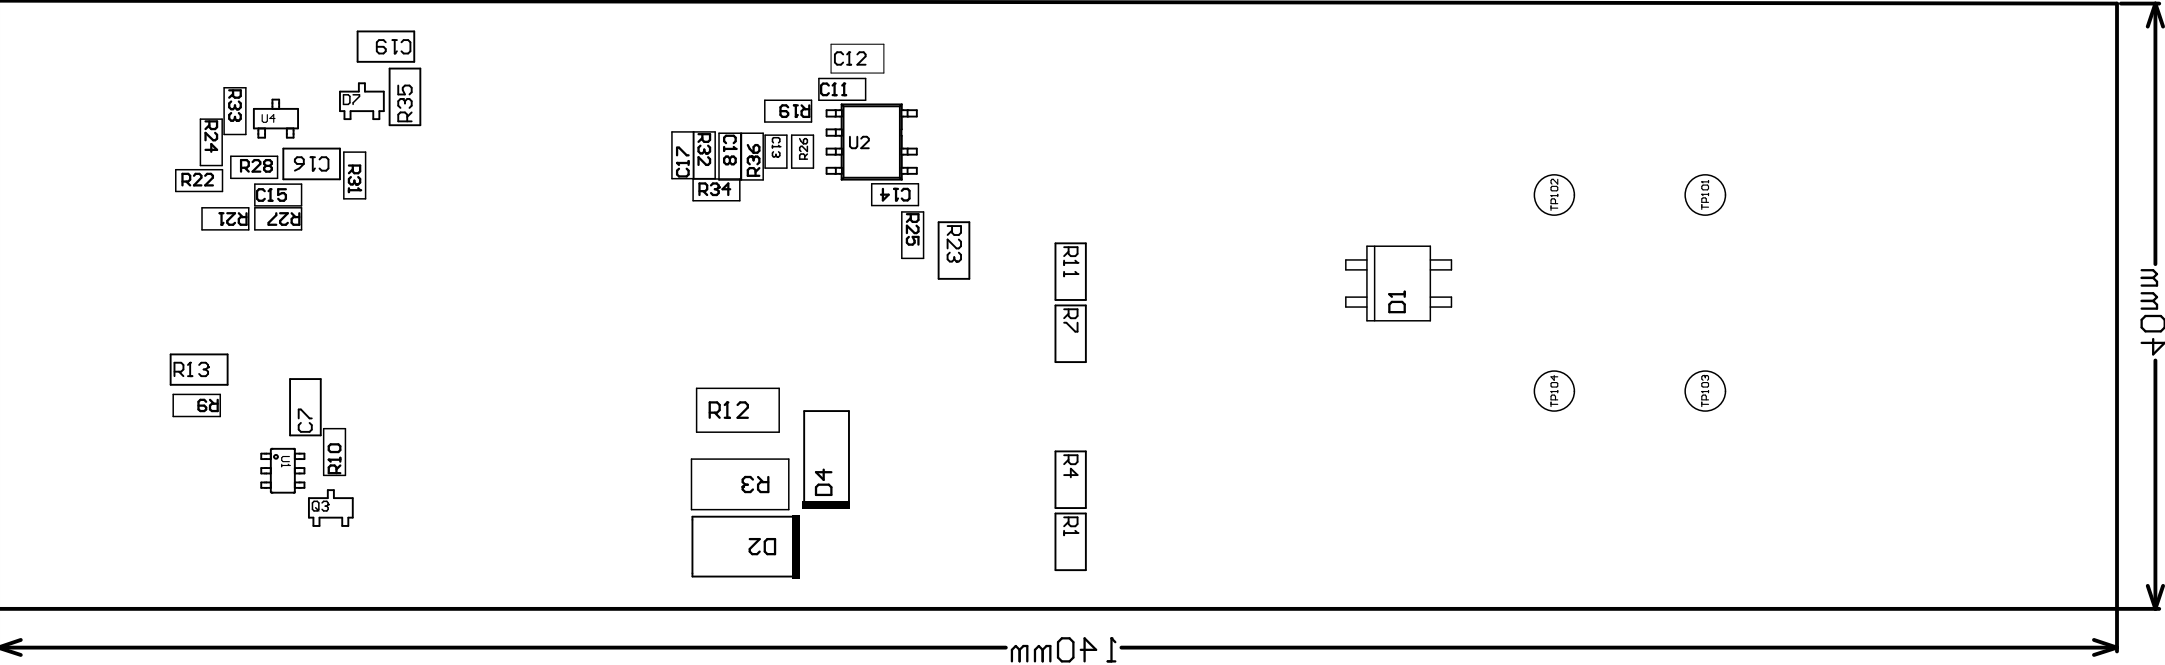 C19
C12
C11
R33
D7
R35
R19
U4
R24
U2
C17
R32
C18
R36
C13
R26
R28
C16
R31
R22
R34
C15
C14
TP102
TP101
R21
R27
R25
R23
R11
D1
40mm
R7
R13
R9
C7
R12
TP104
TP103
R10
U1
R4
R3
D4
Q3
R1
D2
140mm